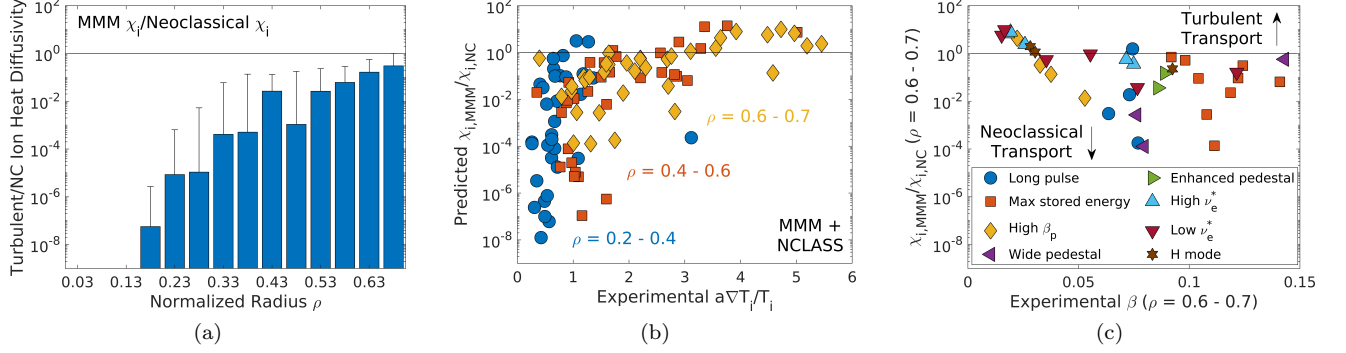 MMM χi/Neoclassical χi
Turbulent/NC Ion Heat Diffusivity
10^2
10^0
10^-2
10^-4
10^-6
10^-8
0.03 0.13 0.23 0.33 0.43 0.53 0.63
Normalized Radius ρ
(a)
Predicted χi,MMM/χi,NC
10^2
10^0
10^-2
10^-4
10^-6
10^-8
ρ = 0.6 - 0.7
ρ = 0.4 - 0.6
ρ = 0.2 - 0.4
MMM +
NCLASS
0 1 2 3 4 5 6
Experimental a∇Ti/Ti
(b)
χi,MMM/χi,NC (ρ = 0.6 - 0.7)
10^2
10^0
10^-2
10^-4
10^-6
10^-8
Turbulent
Transport
Neoclassical
Transport
Long pulse
Max stored energy
High βp
Wide pedestal
Enhanced pedestal
High νe*
Low νe*
H mode
0 0.05 0.1 0.15
Experimental β (ρ = 0.6 - 0.7)
(c)